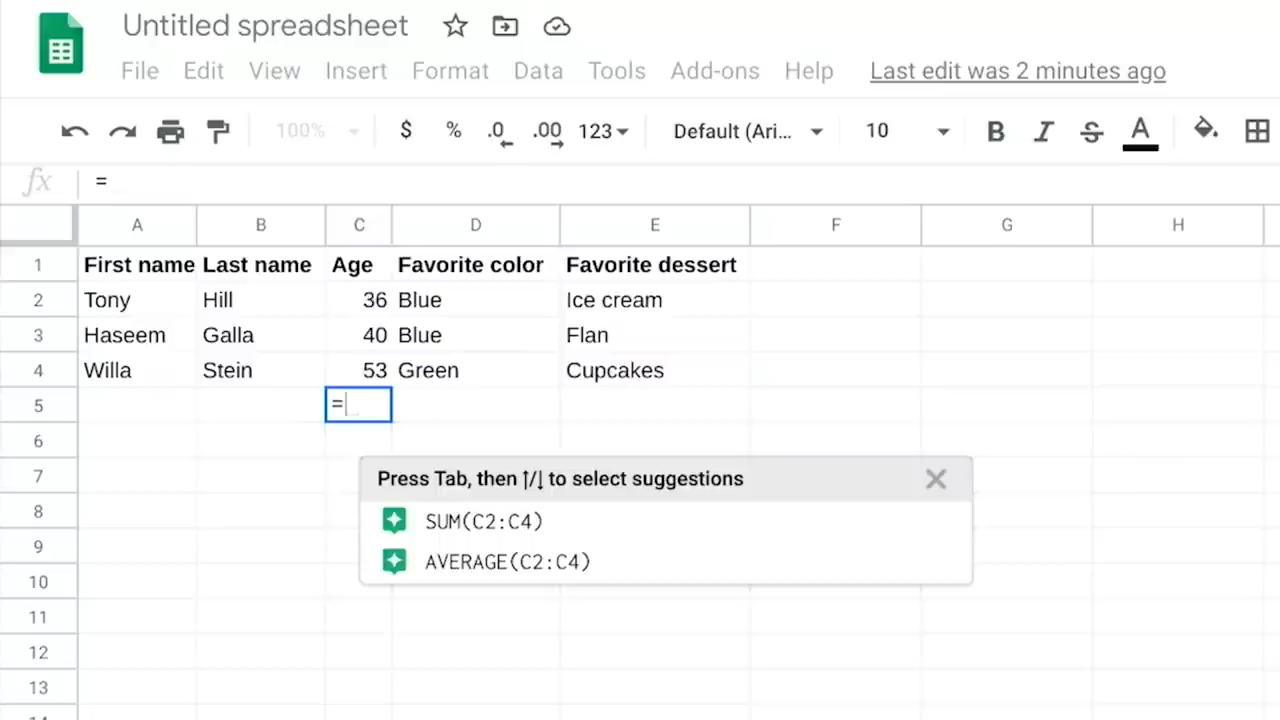 Untitled spreadsheet
File Edit View Insert Format Data Tools Add-ons Help Last edit was 2 minutes ago
100% $ % .0 .00 123 Default (Ari... 10 B I S A
fx =
A B C D E F G H
1 First name Last name Age Favorite color Favorite dessert
2 Tony Hill 36 Blue Ice cream
3 Haseem Galla 40 Blue Flan
4 Willa Stein 53 Green Cupcakes
5 =
6
7 Press Tab, then ↑/↓ to select suggestions
8 SUM(C2:C4)
9 AVERAGE(C2:C4)
10
11
12
13
14